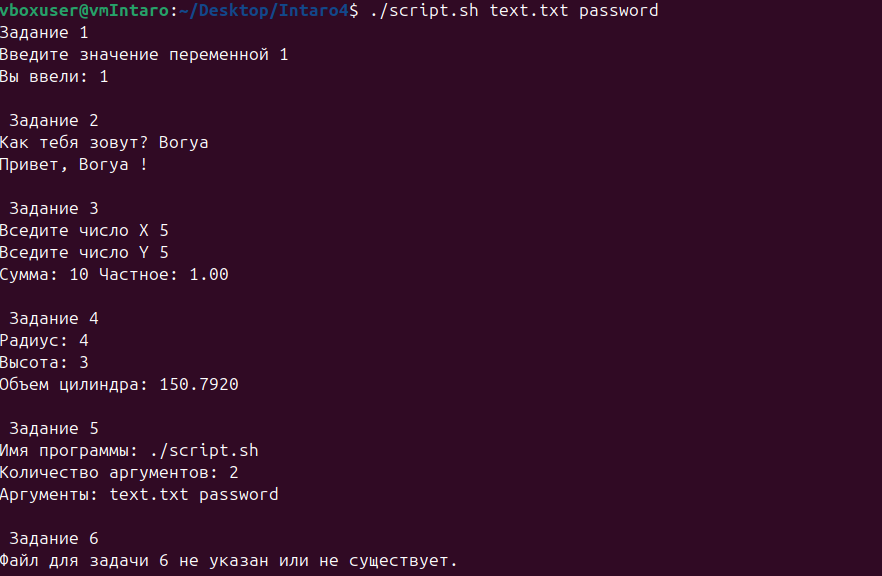 vboxuser@vmIntaro:~/Desktop/Intaro4$ ./script.sh text.txt password
Задание 1
Введите значение переменной 1
Вы ввели: 1
Задание 2
Как тебя зовут? Вогуа
Привет, Вогуа !
Задание 3
Вседите число X 5
Вседите число Y 5
Сумма: 10 Частное: 1.00
Задание 4
Радиус: 4
Высота: 3
Объем цилиндра: 150.7920
Задание 5
Имя программы: ./script.sh
Количество аргументов: 2
Аргументы: text.txt password
Задание 6
Файл для задачи 6 не указан или не существует.